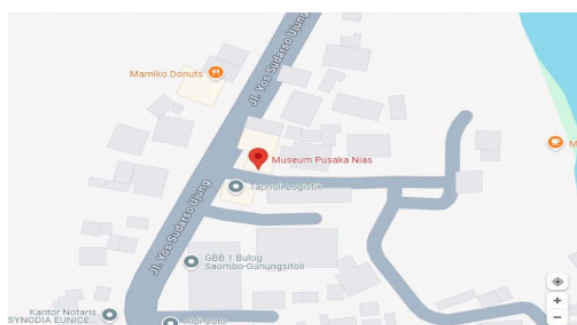 Mamiko Donuts
Jl. Yos Sudarso Ujung
Museum Pusaka Nias
M
Tapnuli Logistik
Jl. Yos Sudarso Ujung
GBB 1 Bulog
Saombo-Gunungsitoli
Kantor Notaris
SYNODIA EUNICE...